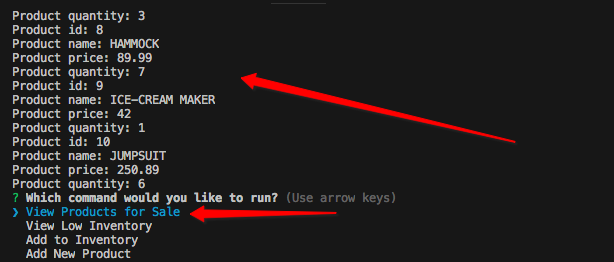 Product quantity: 3
Product id: 8
Product name: HAMMOCK
Product price: 89.99
Product quantity: 7
Product id: 9
Product name: ICE-CREAM MAKER
Product price: 42
Product quantity: 1
Product id: 10
Product name: JUMPSUIT
Product price: 250.89
Product quantity: 6
? Which command would you like to run? (Use arrow keys)
❯ View Products for Sale
View Low Inventory
Add to Inventory
Add New Product